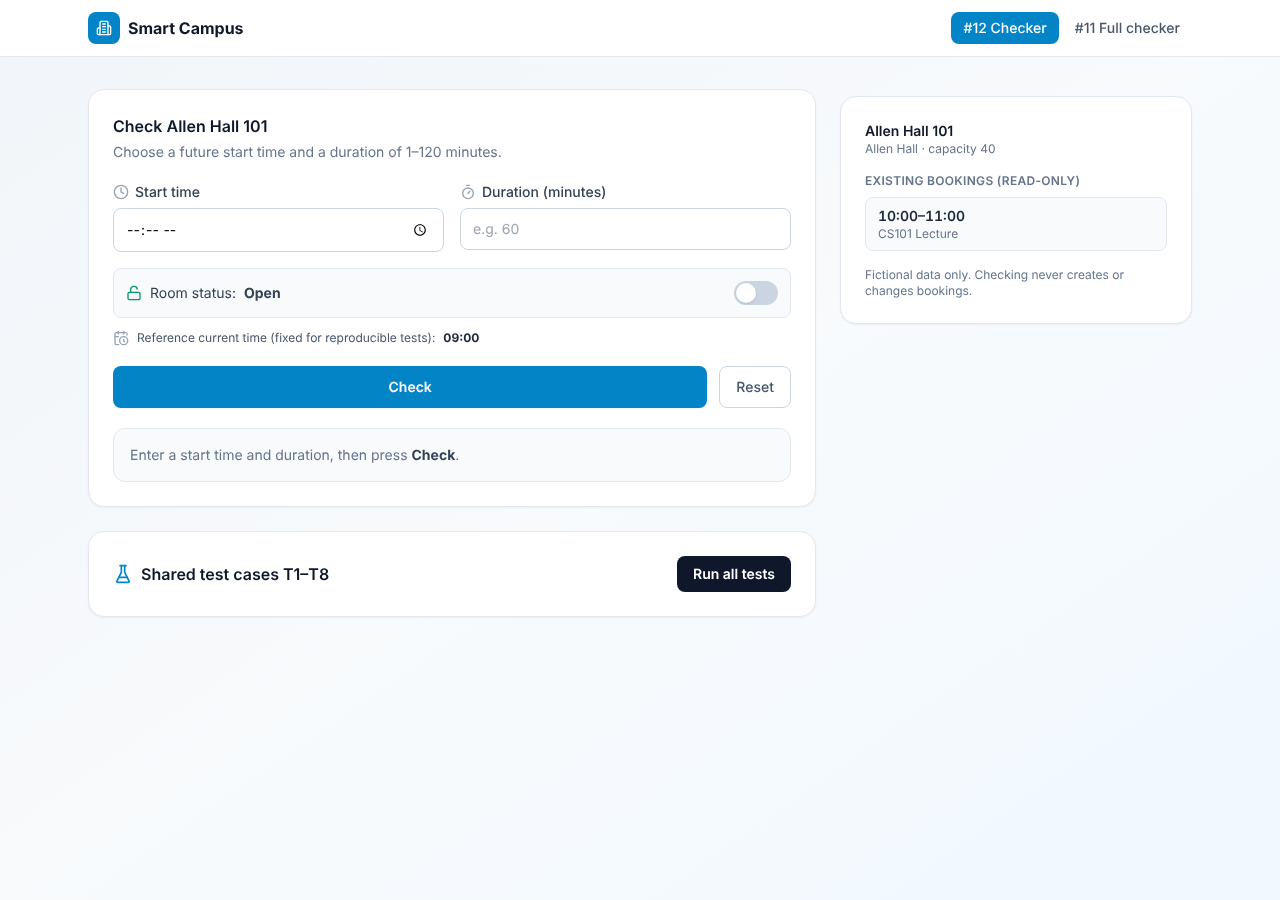 Smart Campus
#12 Checker
#11 Full checker
Check Allen Hall 101
Choose a future start time and a duration of 1–120 minutes.
Start time
Duration (minutes)
--:-- --
e.g. 60
Room status: Open
Reference current time (fixed for reproducible tests): 09:00
Check
Reset
Enter a start time and duration, then press Check.
Shared test cases T1–T8
Run all tests
Allen Hall 101
Allen Hall · capacity 40
EXISTING BOOKINGS (READ-ONLY)
10:00–11:00
CS101 Lecture
Fictional data only. Checking never creates or
changes bookings.